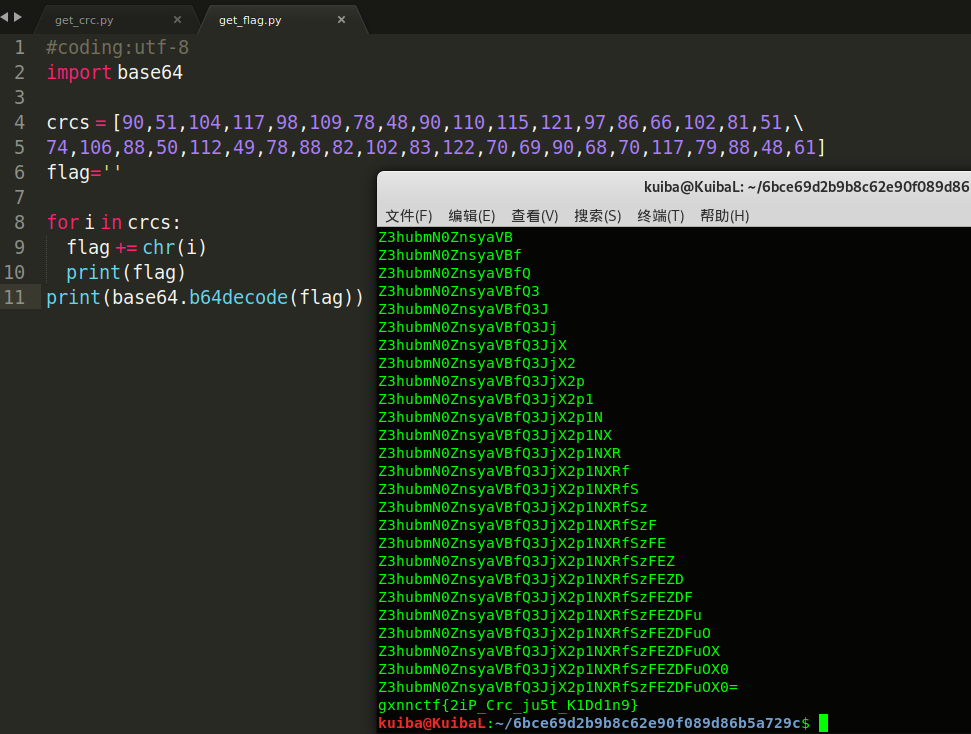 get_crc.py × get_flag.py ×
1 #coding:utf-8
2 import base64
3
4 crcs = [90,51,104,117,98,109,78,48,90,110,115,121,97,86,66,102,81,51,\
5 74,106,88,50,112,49,78,88,82,102,83,122,70,69,90,68,70,117,79,88,48,61]
6 flag=''
7
8 for i in crcs:
9 flag += chr(i)
10 print(flag)
11 print(base64.b64decode(flag))
kuiba@KuibaL: ~/6bce69d2b9b8c62e90f089d86
文件(F) 编辑(E) 查看(V) 搜索(S) 终端(T) 帮助(H)
Z3hubmN0ZnsyaVB
Z3hubmN0ZnsyaVBf
Z3hubmN0ZnsyaVBfQ
Z3hubmN0ZnsyaVBfQ3
Z3hubmN0ZnsyaVBfQ3J
Z3hubmN0ZnsyaVBfQ3Jj
Z3hubmN0ZnsyaVBfQ3JjX
Z3hubmN0ZnsyaVBfQ3JjX2
Z3hubmN0ZnsyaVBfQ3JjX2p
Z3hubmN0ZnsyaVBfQ3JjX2p1
Z3hubmN0ZnsyaVBfQ3JjX2p1N
Z3hubmN0ZnsyaVBfQ3JjX2p1NX
Z3hubmN0ZnsyaVBfQ3JjX2p1NXR
Z3hubmN0ZnsyaVBfQ3JjX2p1NXRf
Z3hubmN0ZnsyaVBfQ3JjX2p1NXRfS
Z3hubmN0ZnsyaVBfQ3JjX2p1NXRfSz
Z3hubmN0ZnsyaVBfQ3JjX2p1NXRfSzF
Z3hubmN0ZnsyaVBfQ3JjX2p1NXRfSzFE
Z3hubmN0ZnsyaVBfQ3JjX2p1NXRfSzFEZ
Z3hubmN0ZnsyaVBfQ3JjX2p1NXRfSzFEZD
Z3hubmN0ZnsyaVBfQ3JjX2p1NXRfSzFEZDF
Z3hubmN0ZnsyaVBfQ3JjX2p1NXRfSzFEZDFu
Z3hubmN0ZnsyaVBfQ3JjX2p1NXRfSzFEZDFuO
Z3hubmN0ZnsyaVBfQ3JjX2p1NXRfSzFEZDFuOX
Z3hubmN0ZnsyaVBfQ3JjX2p1NXRfSzFEZDFuOX0
Z3hubmN0ZnsyaVBfQ3JjX2p1NXRfSzFEZDFuOX0=
gxnnctf{2iP_Crc_ju5t_K1Dd1n9}
kuiba@KuibaL:~/6bce69d2b9b8c62e90f089d86b5a729c$